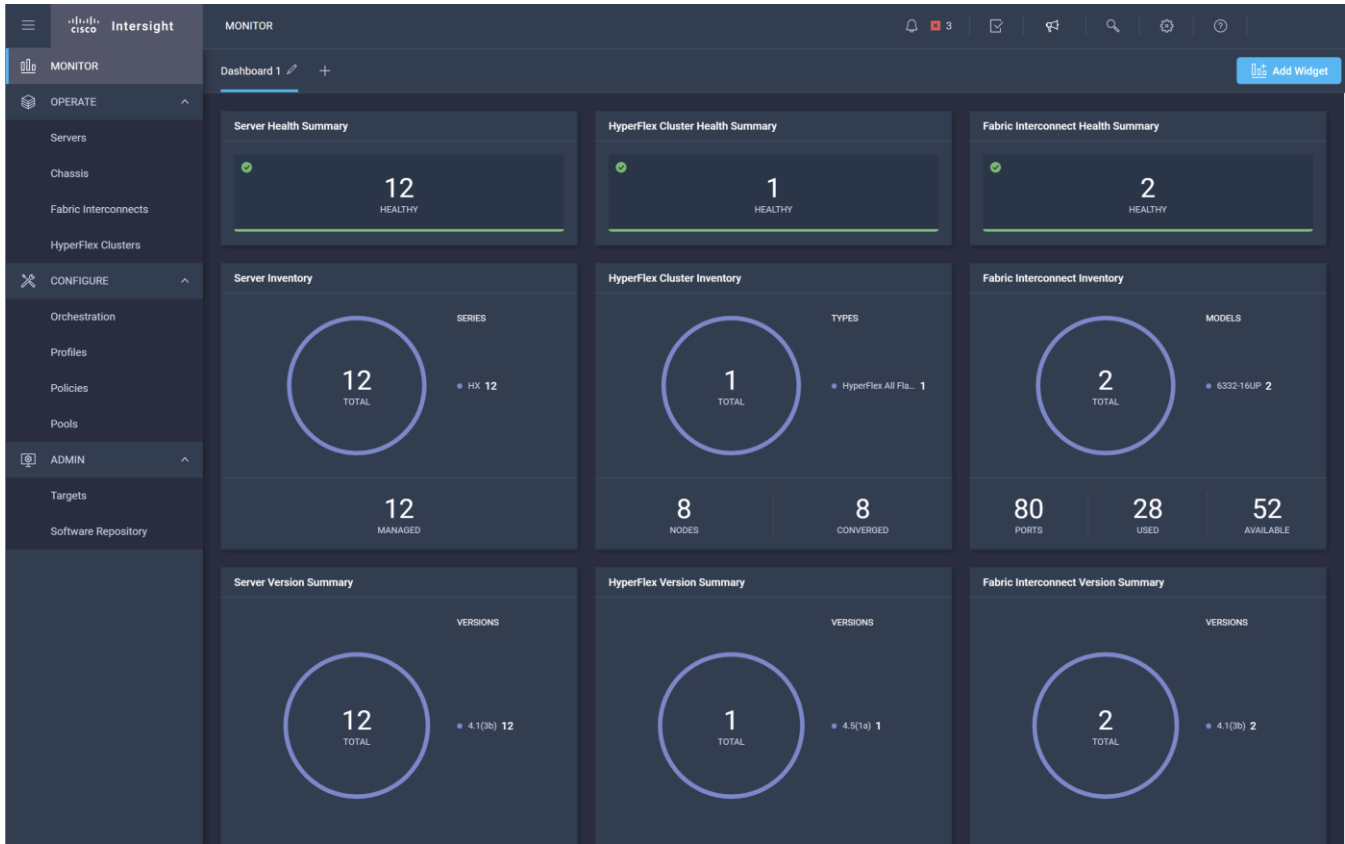 cisco Intersight
MONITOR
3
MONITOR
OPERATE
Servers
Chassis
Fabric Interconnects
HyperFlex Clusters
CONFIGURE
Orchestration
Profiles
Policies
Pools
ADMIN
Targets
Software Repository
Dashboard 1
Add Widget
Server Health Summary
12
HEALTHY
HyperFlex Cluster Health Summary
1
HEALTHY
Fabric Interconnect Health Summary
2
HEALTHY
Server Inventory
SERIES
12
TOTAL
HX 12
12
MANAGED
HyperFlex Cluster Inventory
TYPES
1
TOTAL
HyperFlex All Fla... 1
8
NODES
8
CONVERGED
Fabric Interconnect Inventory
MODELS
2
TOTAL
6332-16UP 2
80
PORTS
28
USED
52
AVAILABLE
Server Version Summary
VERSIONS
12
TOTAL
4.1(3b) 12
HyperFlex Version Summary
VERSIONS
1
TOTAL
4.5(1a) 1
Fabric Interconnect Version Summary
VERSIONS
2
TOTAL
4.1(3b) 2